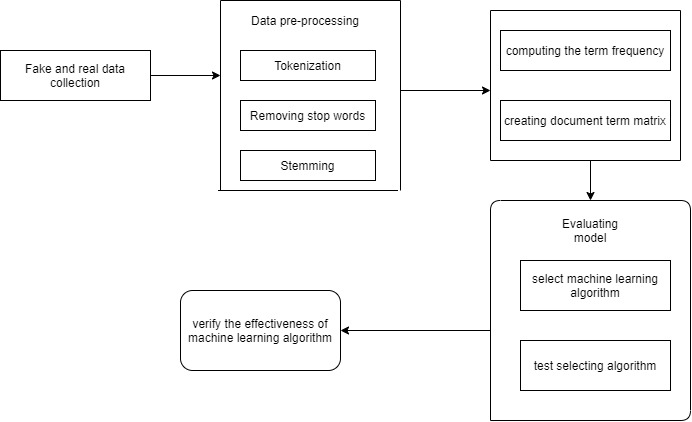 Fake and real data
collection
Data pre-processing
Tokenization
Removing stop words
Stemming
computing the term frequency
creating document term matrix
Evaluating
model
select machine learning
algorithm
test selecting algorithm
verify the effectiveness of
machine learning algorithm